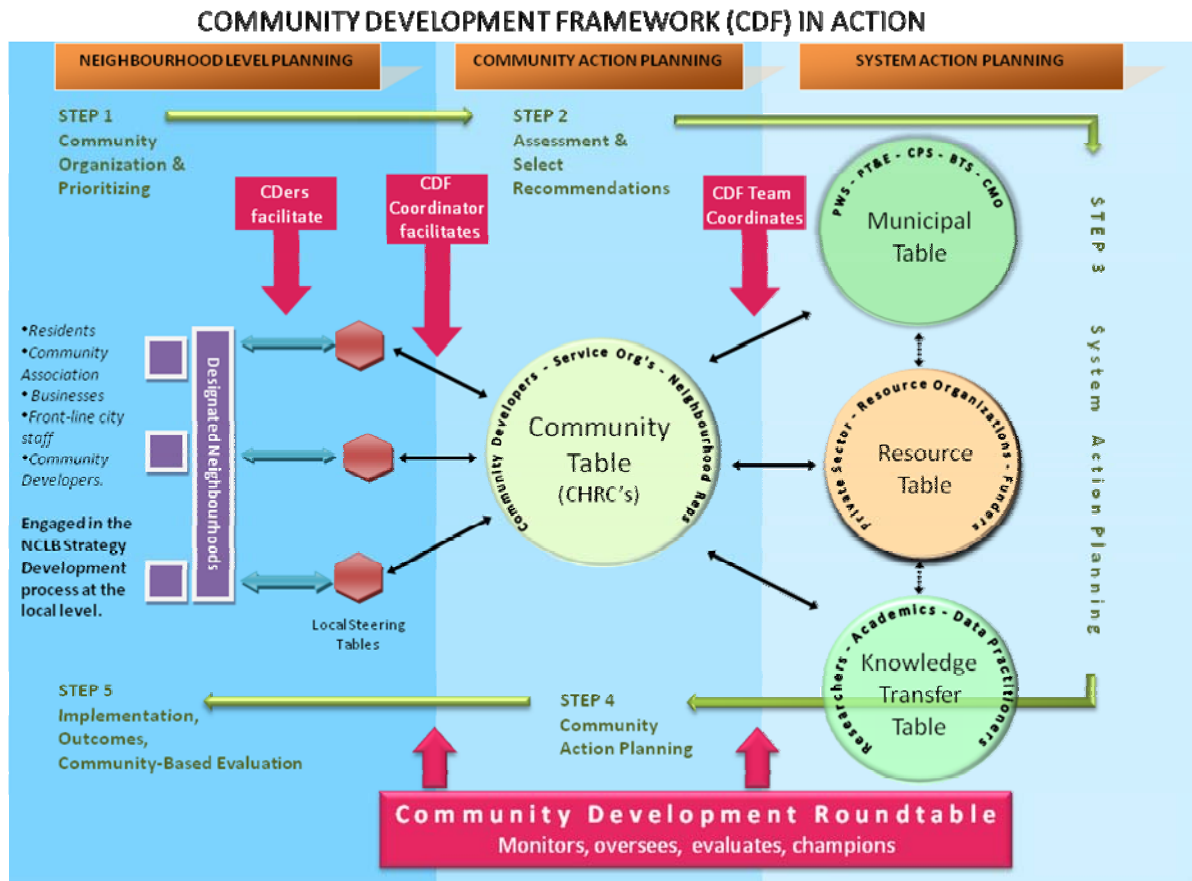 COMMUNITY DEVELOPMENT FRAMEWORK (CDF) IN ACTION
NEIGHBOURHOOD LEVEL PLANNING
COMMUNITY ACTION PLANNING
SYSTEM ACTION PLANNING
STEP 1
Community
Organization &
Prioritizing
STEP 2
Assessment &
Select
Recommendations
CDers
facilitate
CDF
Coordinator
facilitates
CDF Team
Coordinates
PWS - PT&E - CPS - BTS - CMO
Municipal
Table
STEP 3 System Action Planning
•Residents
•Community
Association
• Businesses
•Front-line city
staff
•Community
Developers.
Engaged in the
NCLB Strategy
Development
process at the
local level.
Designated Neighbourhoods
Local Steering
Tables
Community Developers - Service Org's - Neighbourhood Reps
Community
Table
(CHRC's)
Private Sector - Resource Organizations - Funders
Resource
Table
Researchers - Academics - Data Practitioners
Knowledge
Transfer
Table
STEP 5
Implementation,
Outcomes,
Community-Based Evaluation
STEP 4
Community
Action Planning
Community Development Roundtable
Monitors, oversees, evaluates, champions